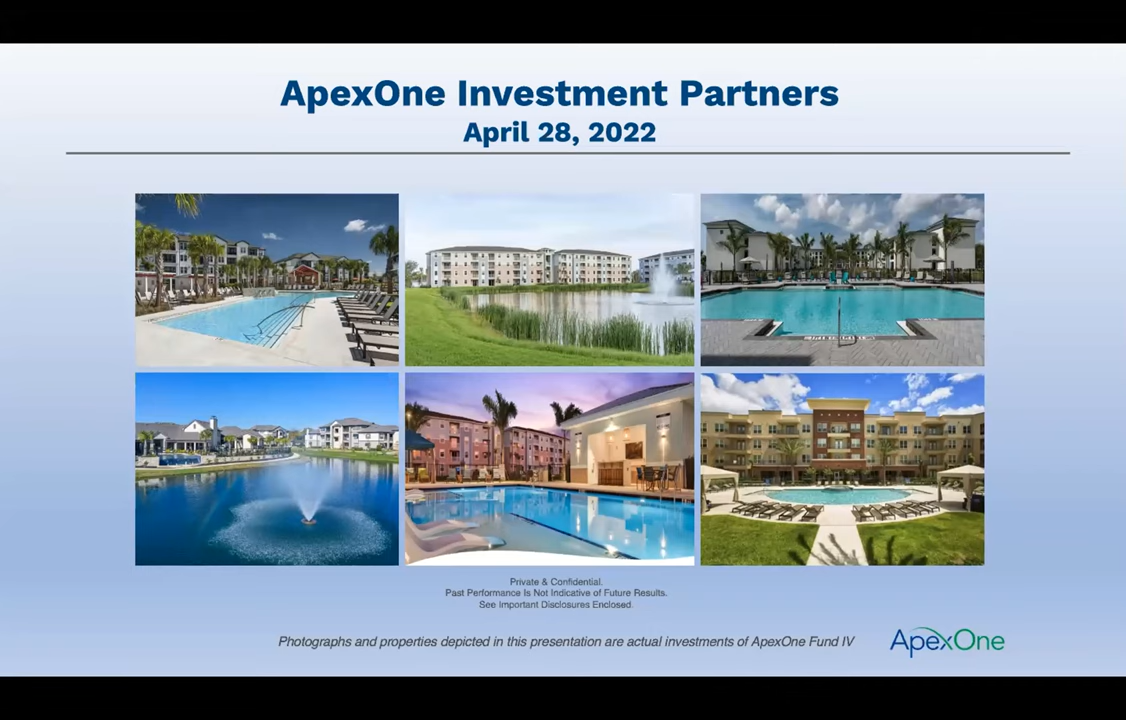 ApexOne Investment Partners
April 28, 2022
Private & Confidential.
Past Performance Is Not Indicative of Future Results.
See Important Disclosures Enclosed.
Photographs and properties depicted in this presentation are actual investments of ApexOne Fund IV
ApexOne